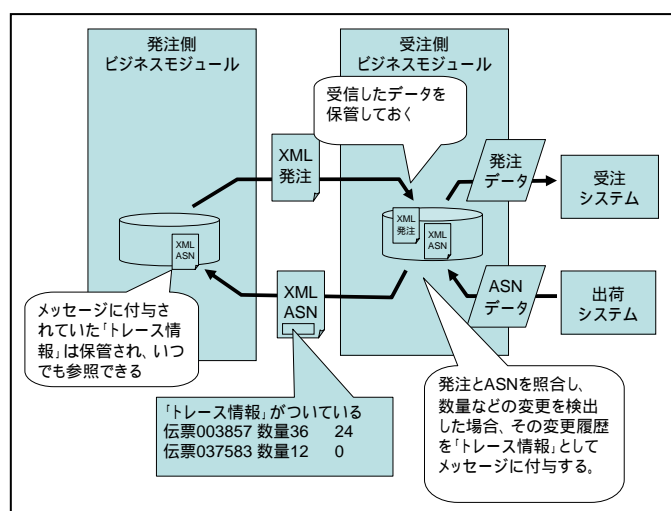 発注側
ビジネスモジュール
受注側
ビジネスモジュール
受信したデータを
保管しておく
XML
発注
発注
データ
受注
システム
XML
発注
XML
ASN
XML
ASN
XML
ASN
ASN
データ
出荷
システム
メッセージに付与さ
れていた「トレース情
報」は保管され、いつ
でも参照できる
「トレース情報」がついている
伝票003857 数量36 24
伝票037583 数量12 0
発注とASNを照合し、
数量などの変更を検出
した場合、その変更履歴
を「トレース情報」として
メッセージに付与する。